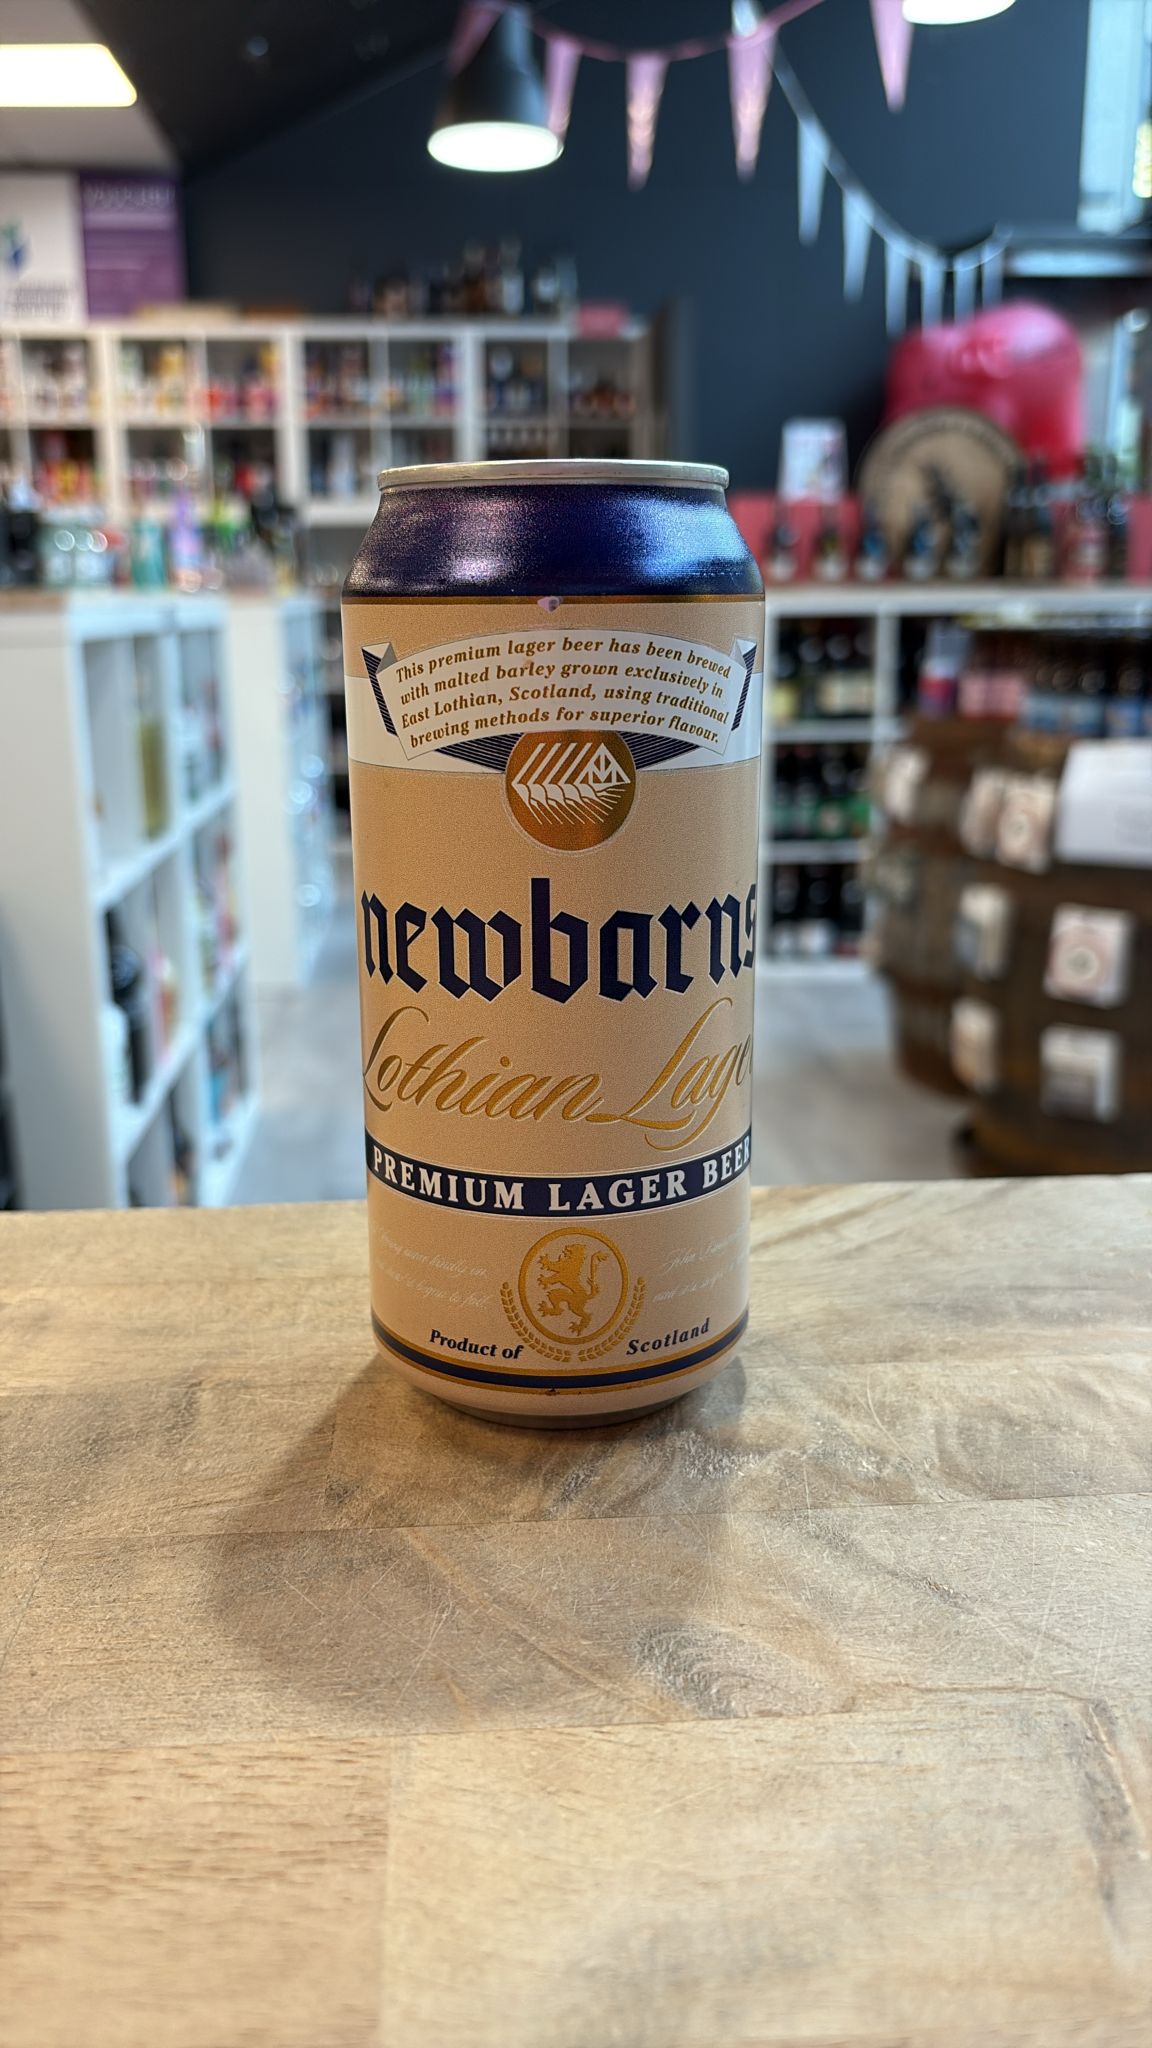 This premium lager beer has been brewed
with malted barley grown exclusively in
East Lothian, Scotland, using traditional
brewing methods for superior flavour.
newbarns
Lothian Lager
PREMIUM LAGER BEER
Product of Scotland